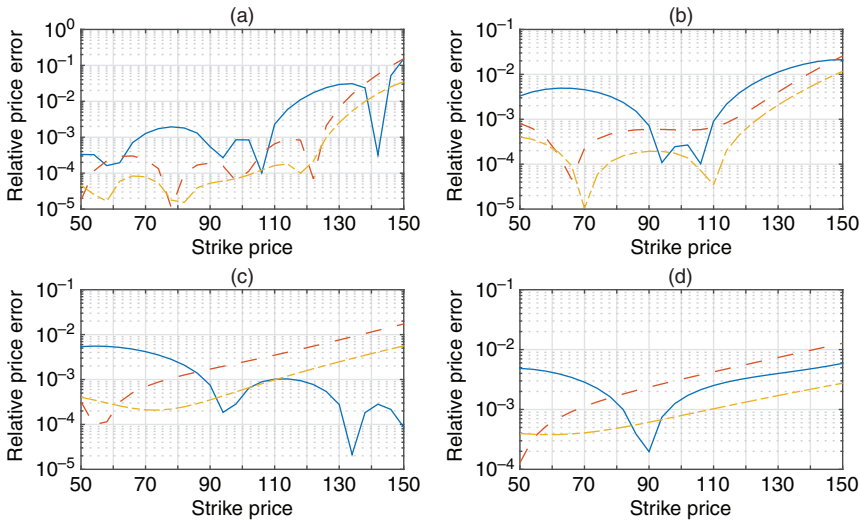 (a)
Relative price error
10^0
10^-1
10^-2
10^-3
10^-4
10^-5
50 70 90 110 130 150
Strike price
(b)
Relative price error
10^-1
10^-2
10^-3
10^-4
10^-5
50 70 90 110 130 150
Strike price
(c)
Relative price error
10^-1
10^-2
10^-3
10^-4
10^-5
50 70 90 110 130 150
Strike price
(d)
Relative price error
10^-1
10^-2
10^-3
10^-4
50 70 90 110 130 150
Strike price